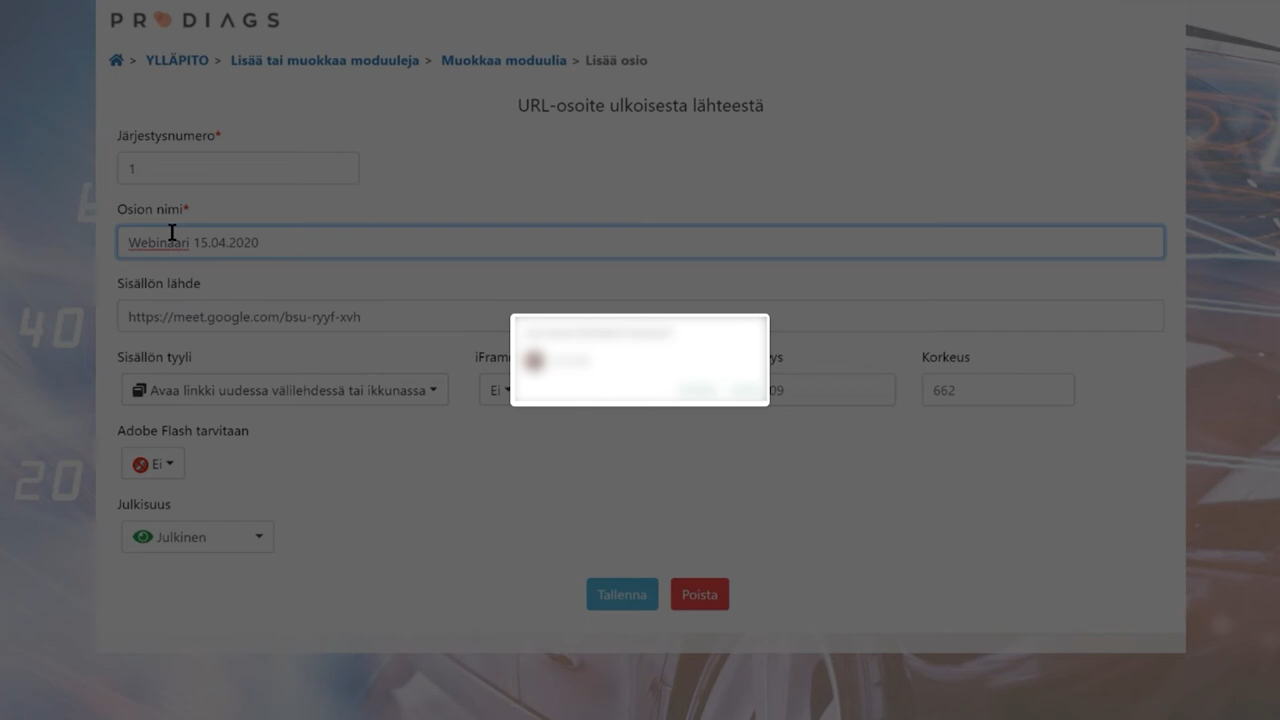 PRODIAGS
> YLLÄPITO > Lisää tai muokkaa moduuleja > Muokkaa moduulia > Lisää osio
URL-osoite ulkoisesta lähteestä
Järjestysnumero*
1
Osion nimi*
Webinaari 15.04.2020
Sisällön lähde
https://meet.google.com/bsu-ryyf-xvh
Sisällön tyyli
Avaa linkki uudessa välilehdessä tai ikkunassa
Ei
Korkeus
662
Adobe Flash tarvitaan
Ei
Julkisuus
Julkinen
Tallenna
Poista
40
20